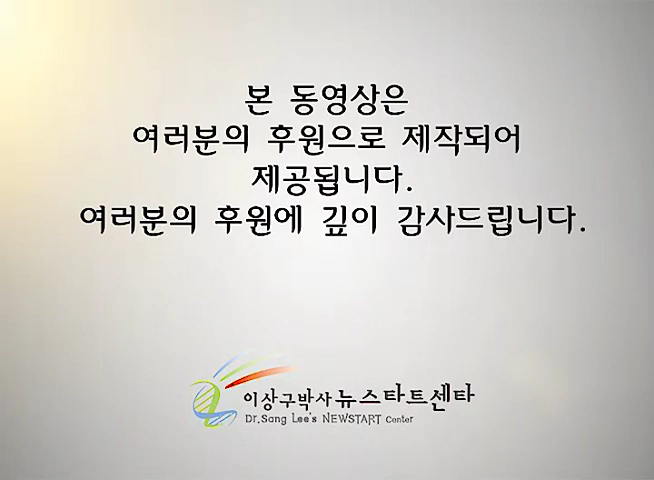 본 동영상은
여러분의 후원으로 제작되어
제공됩니다.
여러분의 후원에 깊이 감사드립니다.
이상구박사뉴스타트센타
Dr.Sang Lee's NEWSTART Center